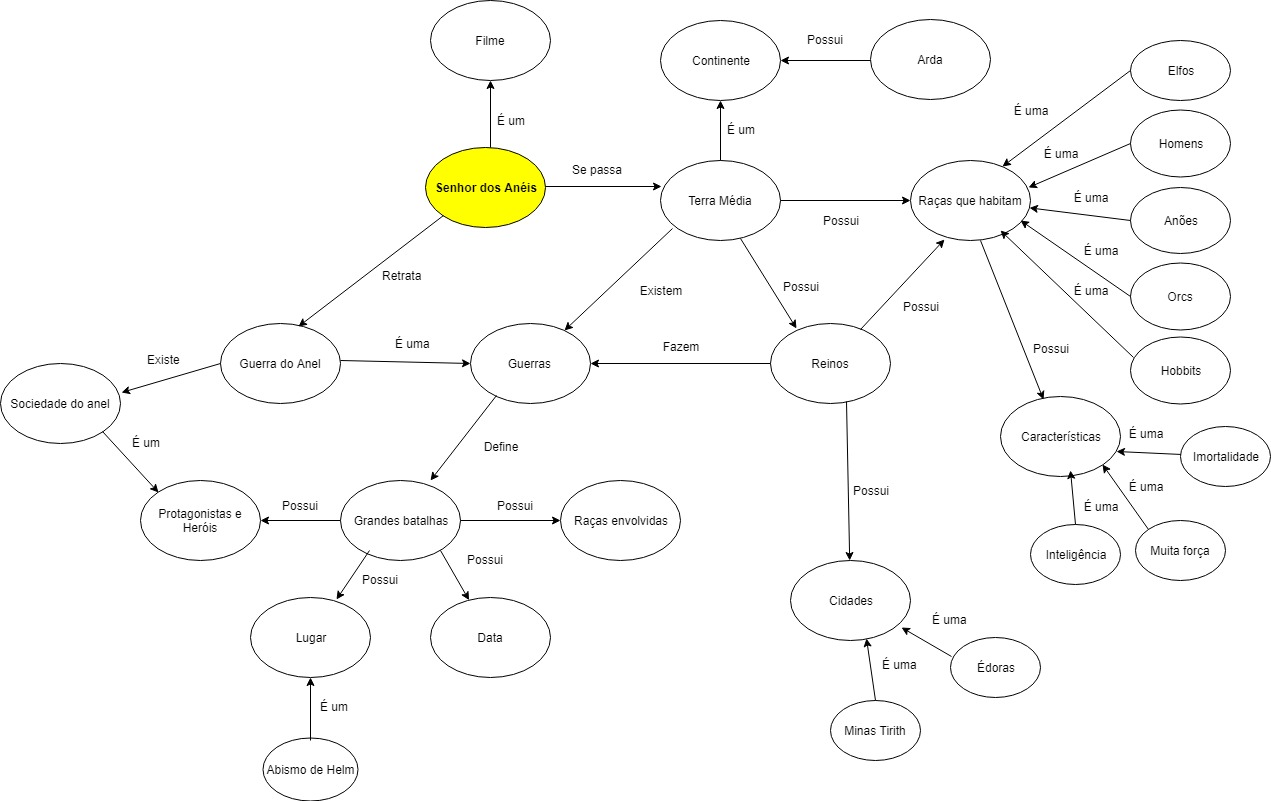 Filme
Continente
Possui
Arda
Elfos
É um
É um
É uma
Homens
É uma
Senhor dos Anéis
Se passa
Terra Média
Possui
Raças que habitam
É uma
Anões
É uma
Orcs
É uma
Hobbits
Retrata
Existem
Possui
Possui
Possui
Existe
Guerra do Anel
É uma
Guerras
Fazem
Reinos
Sociedade do anel
É um
Define
Características
É uma
Imortalidade
É uma
É uma
Inteligência
Muita força
Possui
Protagonistas e
Heróis
Possui
Grandes batalhas
Possui
Raças envolvidas
Possui
Possui
Lugar
Data
Cidades
É uma
Édoras
É uma
Minas Tirith
É um
Abismo de Helm